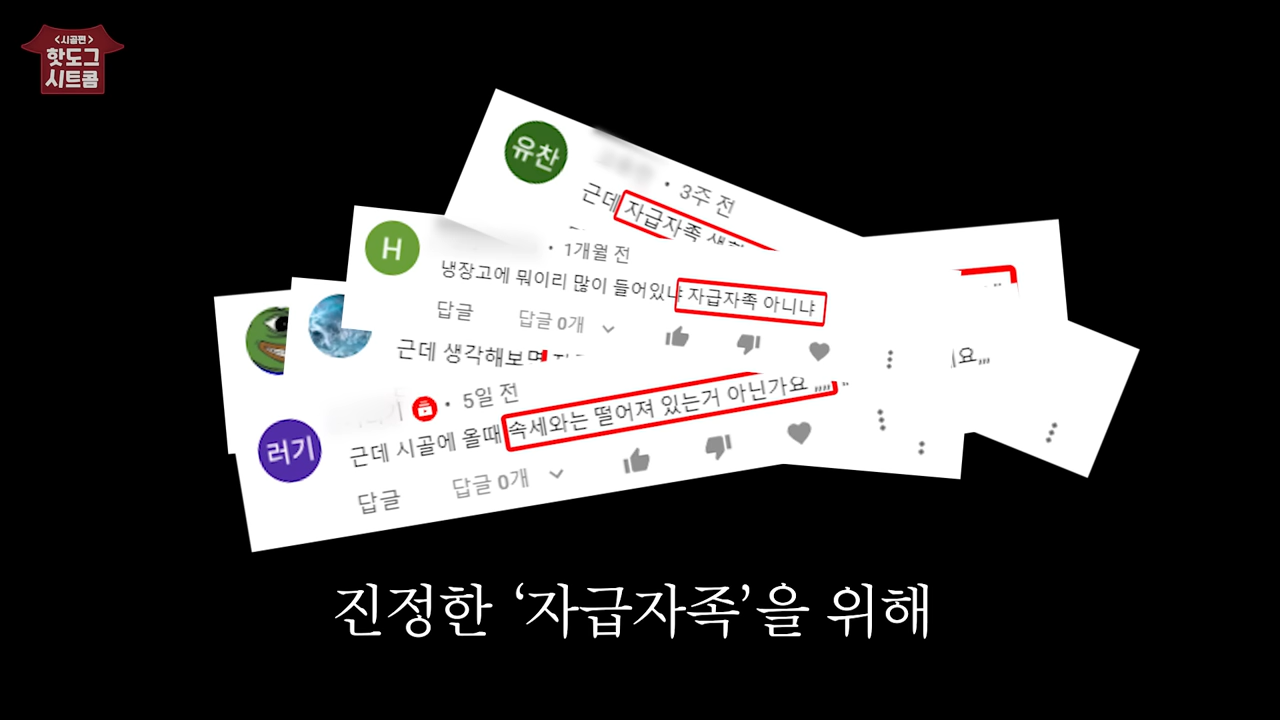 <시골편>
핫도그
시트콤
유찬
• 3주 전
근데 자급자족
H
• 1개월 전
냉장고에 뭐이리 많이 들어있냐 자급자족 아니냐
답글
답글 0개
근데 생각해보면
요,,,
러기
• 5일 전
근데 시골에 올때 속세와는 떨어져 있는거 아닌가요 ,,,,
답글
답글 0개
진정한 ‘자급자족’을 위해